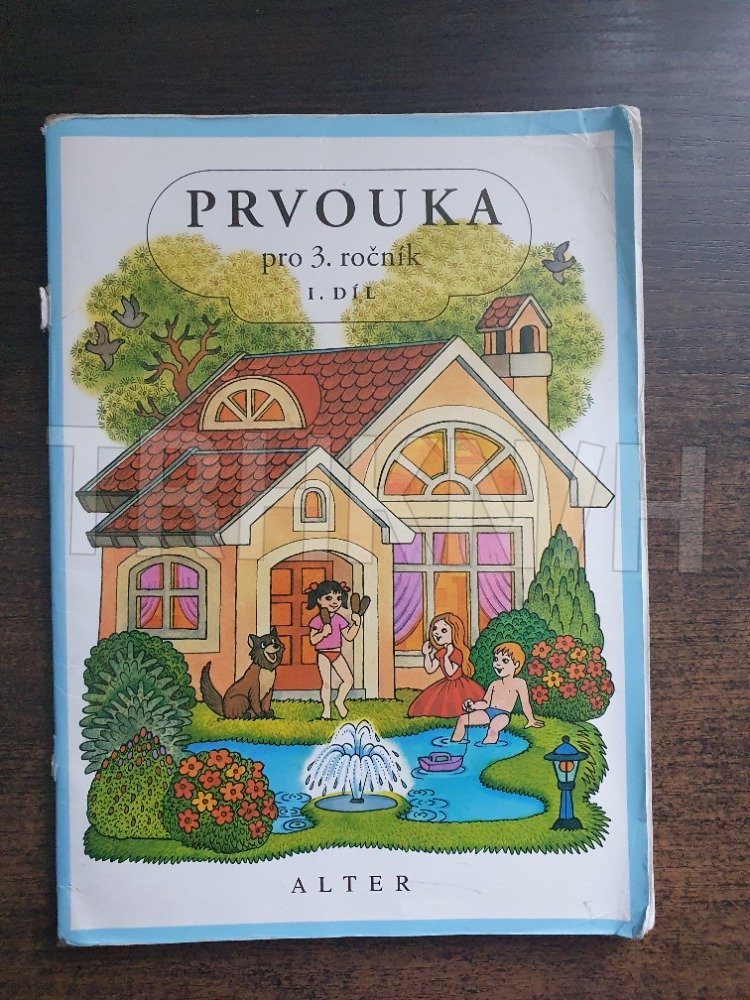 PRVOUKA
pro 3. ročník
I. DÍL
ALTER